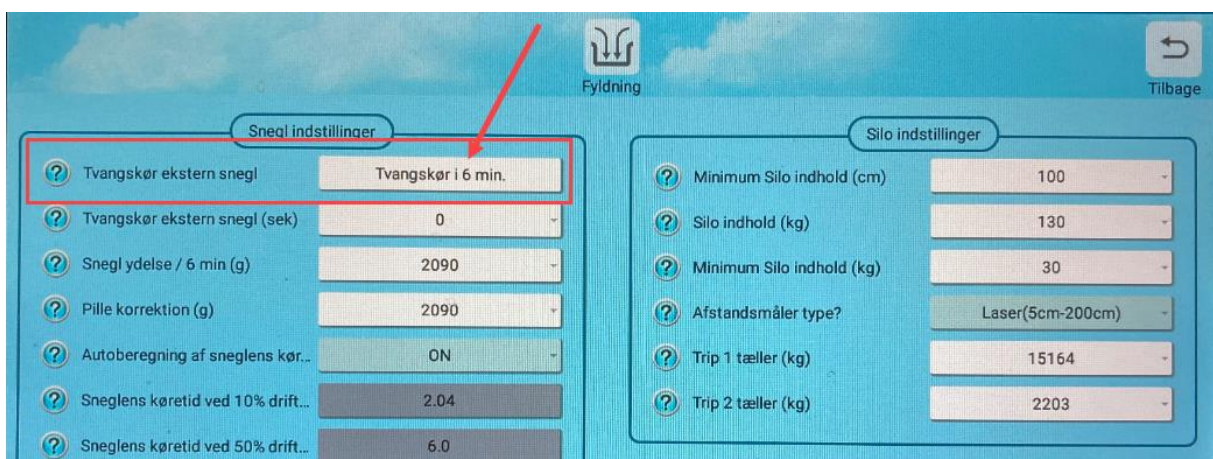 Fyldning
Tilbage
Snegl indstillinger
Tvangskør ekstern snegl
Tvangskør i 6 min.
Tvangskør ekstern snegl (sek)
0
Snegl ydelse / 6 min (g)
2090
Pille korrektion (g)
2090
Autoberegning af sneglens kør...
ON
Sneglens køretid ved 10% drift...
2.04
Sneglens køretid ved 50% drift...
6.0
Silo indstillinger
Minimum Silo indhold (cm)
100
Silo indhold (kg)
130
Minimum Silo indhold (kg)
30
Afstandsmåler type?
Laser(5cm-200cm)
Trip 1 tæller (kg)
15164
Trip 2 tæller (kg)
2203